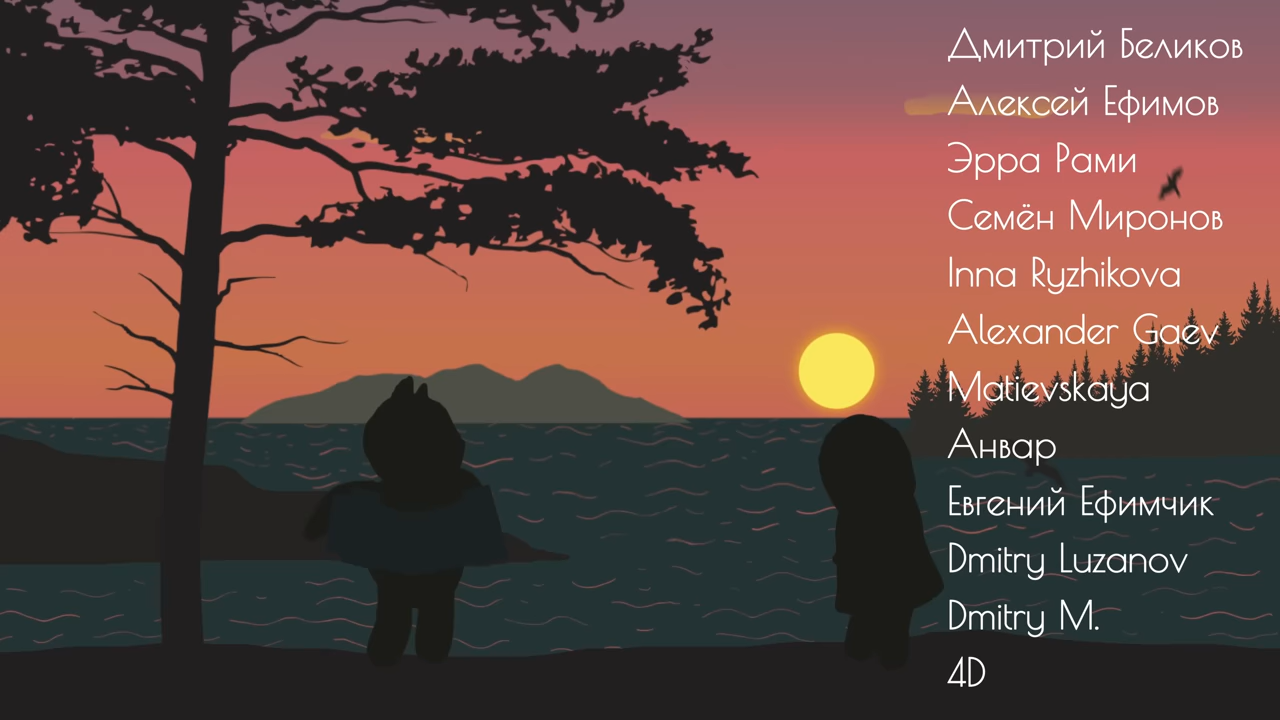 Дмитрий Беликов
Алексей Ефимов
Эрра Рами
Семён Миронов
Inna Ryzhikova
Alexander Gaev
Matievskaya
Анвар
Евгений Ефимчик
Dmitry Luzanov
Dmitry M.
4D